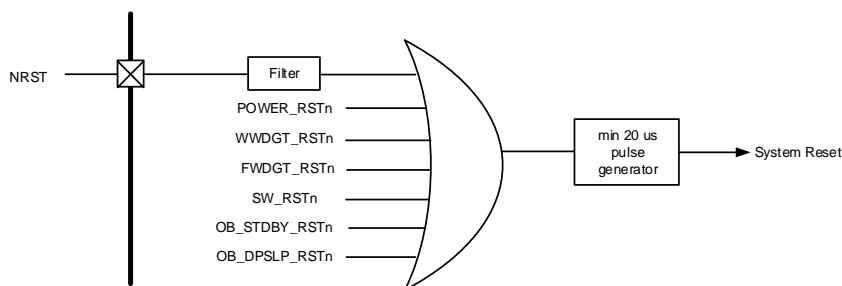 NRST
Filter
POWER_RSTn
WWDGT_RSTn
FWDGT_RSTn
SW_RSTn
OB_STDBY_RSTn
OB_DPSLP_RSTn
min 20 us
pulse
generator
System Reset